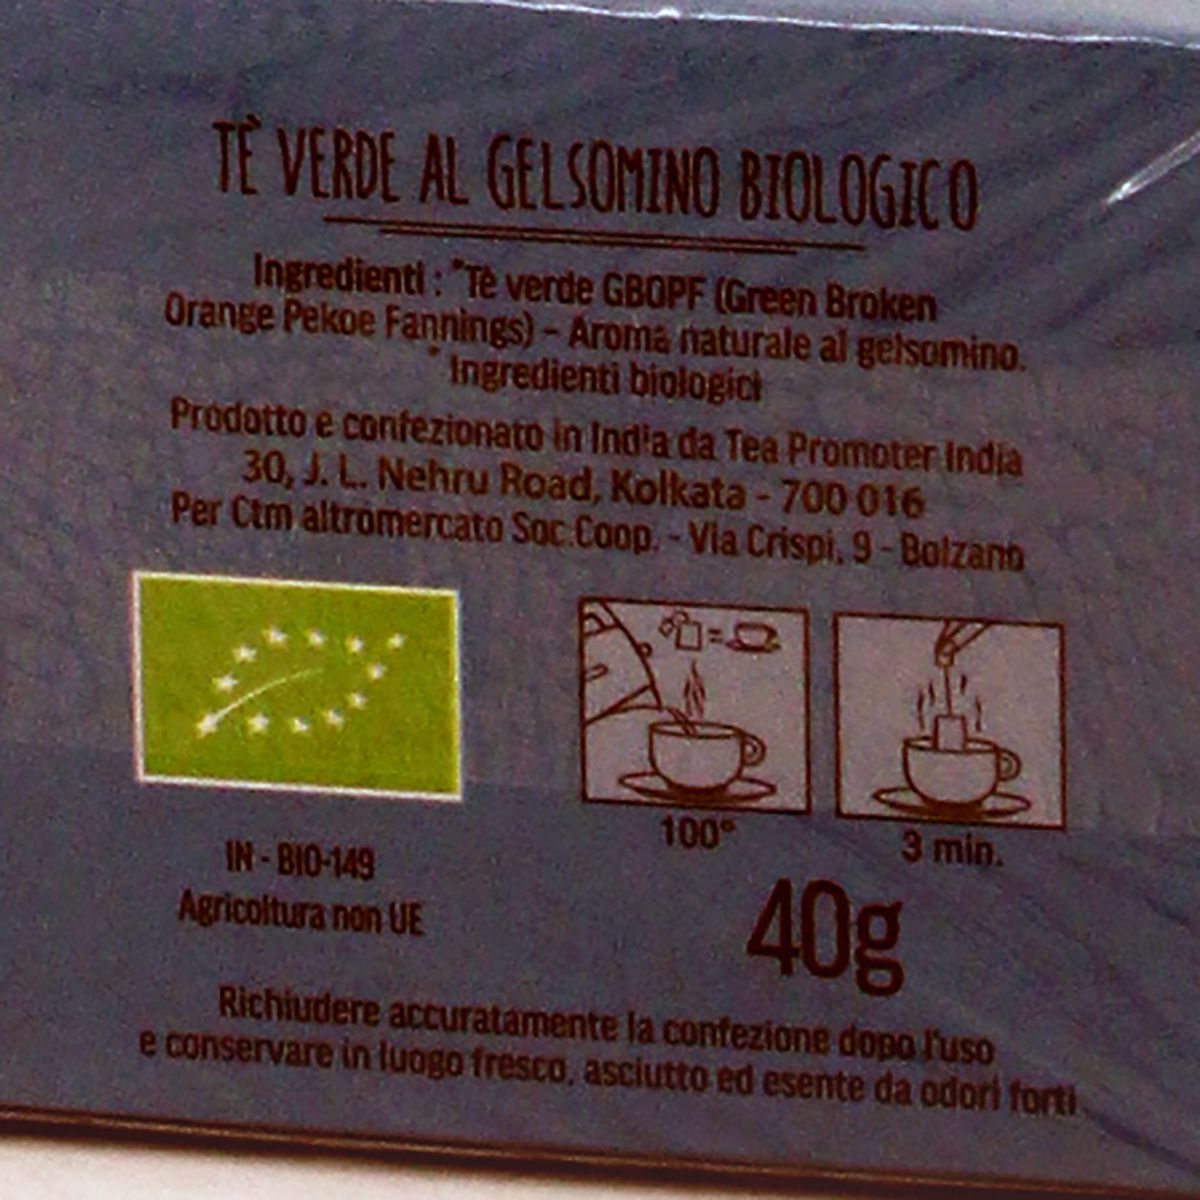 TÈ VERDE AL GELSOMINO BIOLOGICO
Ingredienti : *Tè verde GBOPF (Green Broken
Orange Pekoe Fannings) - Aroma naturale al gelsomino.
*Ingredienti biologici
Prodotto e confezionato in India da Tea Promoter India
30, J. L. Nehru Road, Kolkata - 700 016
Per Ctm altromercato Soc.Coop. - Via Crispi, 9 - Bolzano
=
100°
3 min.
IN - BIO-149
Agricoltura non UE
40g
Richiudere accuratamente la confezione dopo l'uso
e conservare in luogo fresco, asciutto ed esente da odori forti